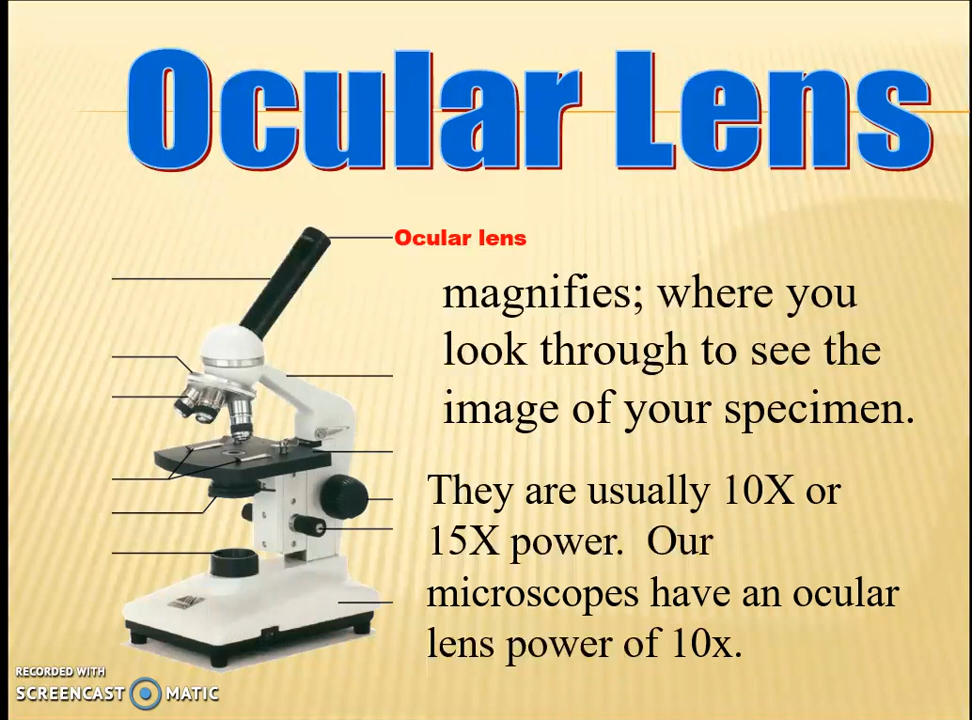 Ocular Lens
Ocular lens
magnifies; where you
look through to see the
image of your specimen.
They are usually 10X or
15X power.  Our
microscopes have an ocular
lens power of 10x.
RECORDED WITH
SCREENCAST MATIC